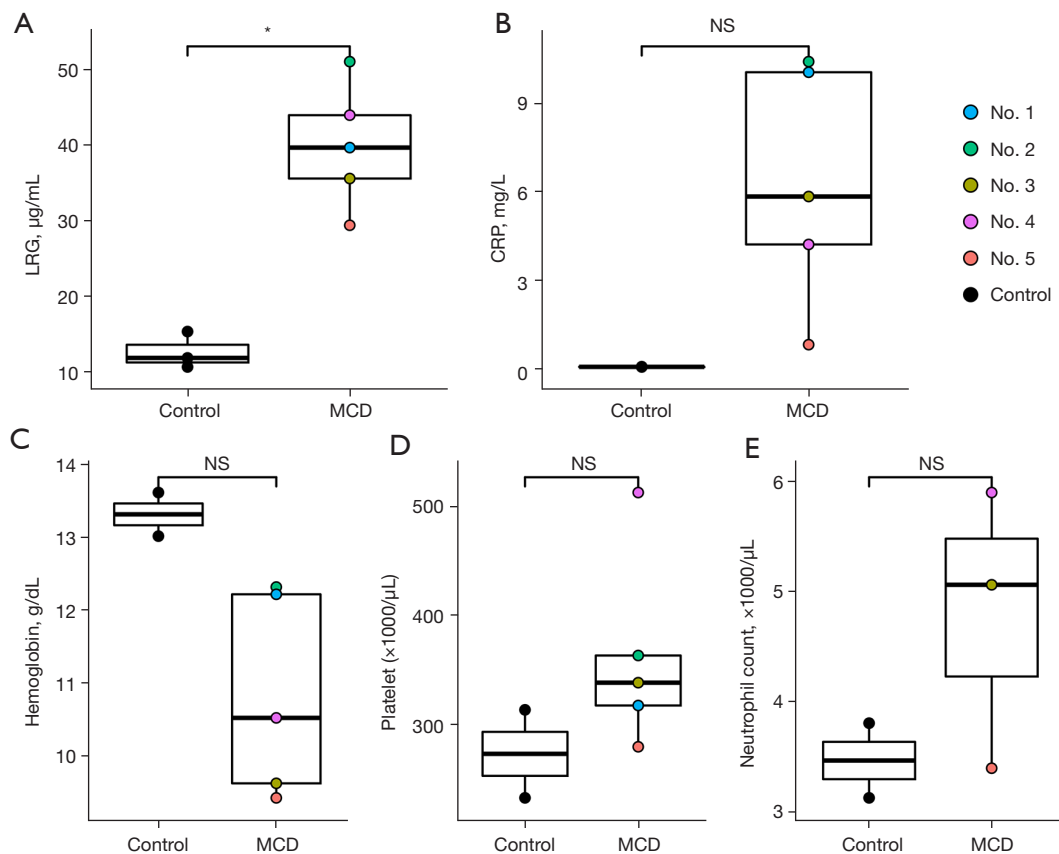 A
*
50
40
30
20
10
LRG, µg/mL
Control
MCD
B
NS
9
6
3
0
CRP, mg/L
Control
MCD
No. 1
No. 2
No. 3
No. 4
No. 5
Control
C
14
NS
13
12
11
10
Hemoglobin, g/dL
Control
MCD
D
NS
500
400
300
Platelet (×1000/µL)
Control
MCD
E
NS
6
5
4
3
Neutrophil count, ×1000/µL
Control
MCD